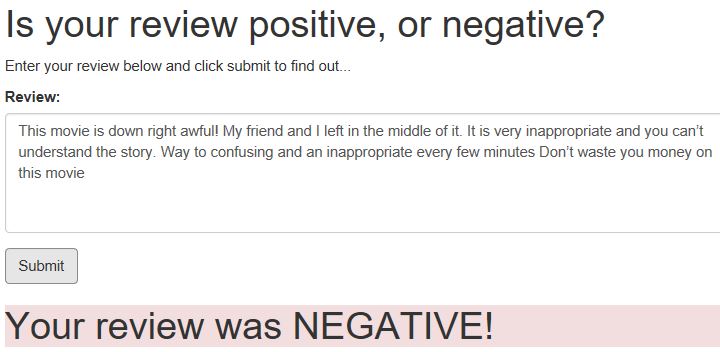 Is your review positive, or negative?
Enter your review below and click submit to find out...
Review:
This movie is down right awful! My friend and I left in the middle of it. It is very inappropriate and you can’t
understand the story. Way to confusing and an inappropriate every few minutes Don’t waste you money on
this movie
Submit
Your review was NEGATIVE!